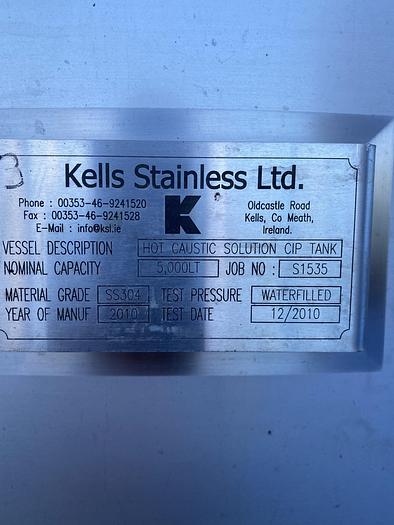 3
Kells Stainless Ltd.
Phone : 00353-46-9241520
Fax : 00353-46-9241528
E-Mail : info@ksl.ie
K
Oldcastle Road
Kells, Co Meath,
Ireland.
VESSEL DESCRIPTION HOT CAUSTIC SOLUTION CIP TANK
NOMINAL CAPACITY 5,000LT JOB NO : S1535
MATERIAL GRADE SS304 TEST PRESSURE WATERFILLED
YEAR OF MANUF 2010 TEST DATE 12/2010